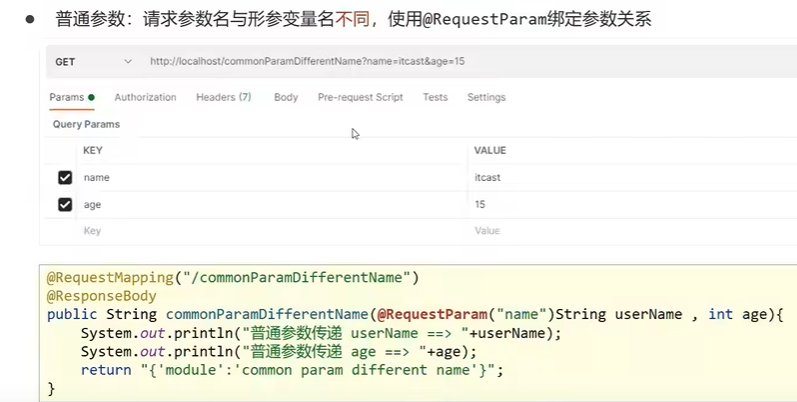 ● 普通参数：请求参数名与形参变量名不同，使用@RequestParam绑定参数关系
GET http://localhost/commonParamDifferentName?name=itcast&age=15
Params Authorization Headers (7) Body Pre-request Script Tests Settings
Query Params
KEY VALUE
name itcast
age 15
Key Value
@RequestMapping("/commonParamDifferentName")
@ResponseBody
public String commonParamDifferentName(@RequestParam("name")String userName , int age){
    System.out.println("普通参数传递 userName ==> "+userName);
    System.out.println("普通参数传递 age ==> "+age);
    return "{'module':'common param different name'}";
}